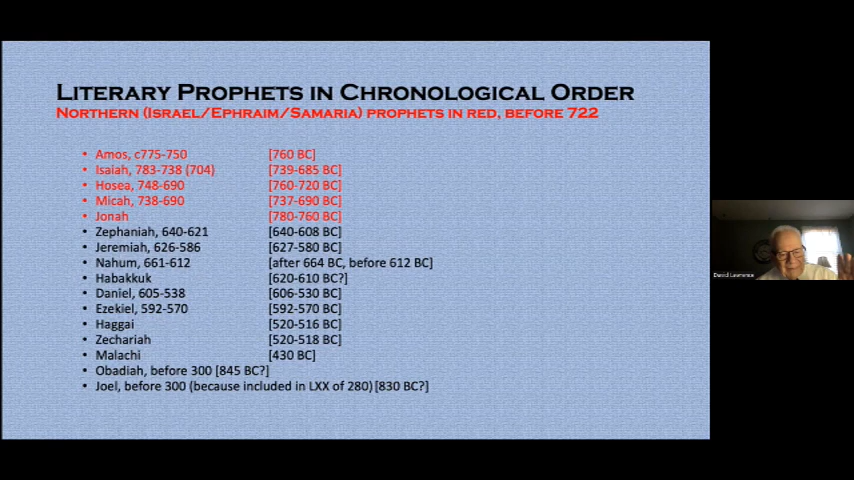 LITERARY PROPHETS IN CHRONOLOGICAL ORDER
NORTHERN (ISRAEL/EPHRAIM/SAMARIA) PROPHETS IN RED, BEFORE 722
• Amos, c775-750 [760 BC]
• Isaiah, 783-738 (704) [739-685 BC]
• Hosea, 748-690 [760-720 BC]
• Micah, 738-690 [737-690 BC]
• Jonah [780-760 BC]
• Zephaniah, 640-621 [640-608 BC]
• Jeremiah, 626-586 [627-580 BC]
• Nahum, 661-612 [after 664 BC, before 612 BC]
• Habakkuk [620-610 BC?]
• Daniel, 605-538 [606-530 BC]
• Ezekiel, 592-570 [592-570 BC]
• Haggai [520-516 BC]
• Zechariah [520-518 BC]
• Malachi [430 BC]
• Obadiah, before 300 [845 BC?]
• Joel, before 300 (because included in LXX of 280) [830 BC?]
David Lawrence